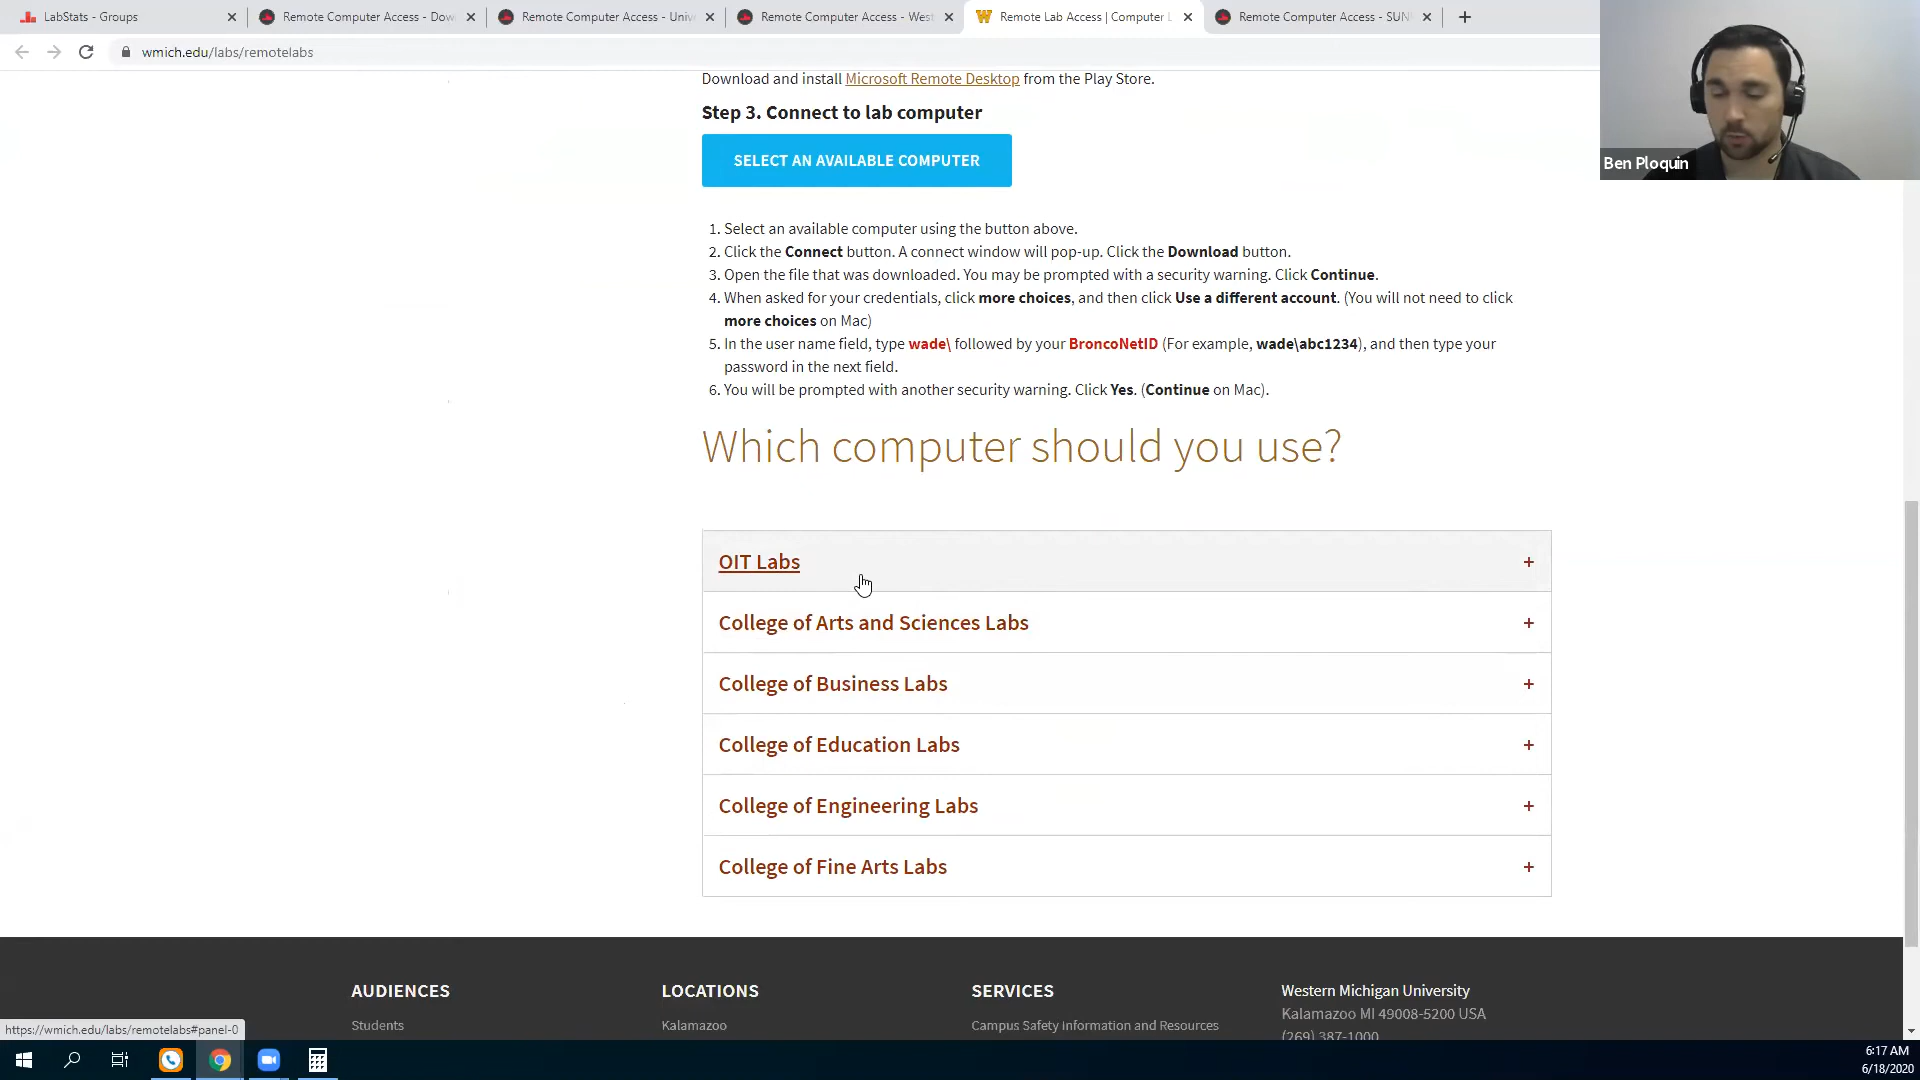 LabStats - Groups
Remote Computer Access - Dow
Remote Computer Access - Univ
Remote Computer Access - West
Remote Lab Access | Computer L
Remote Computer Access - SUN
wmich.edu/labs/remotelabs
Download and install Microsoft Remote Desktop from the Play Store.
Step 3. Connect to lab computer
SELECT AN AVAILABLE COMPUTER
Ben Ploquin
1. Select an available computer using the button above.
2. Click the Connect button. A connect window will pop-up. Click the Download button.
3. Open the file that was downloaded. You may be prompted with a security warning. Click Continue.
4. When asked for your credentials, click more choices, and then click Use a different account. (You will not need to click
more choices on Mac)
5. In the user name field, type wade\ followed by your BroncoNetID (For example, wade\abc1234), and then type your
password in the next field.
6. You will be prompted with another security warning. Click Yes. (Continue on Mac).
Which computer should you use?
OIT Labs +
College of Arts and Sciences Labs +
College of Business Labs +
College of Education Labs +
College of Engineering Labs +
College of Fine Arts Labs +
AUDIENCES
Students
LOCATIONS
Kalamazoo
SERVICES
Campus Safety Information and Resources
Western Michigan University
Kalamazoo MI 49008-5200 USA
(269) 387-1000
https://wmich.edu/labs/remotelabs#panel-0
6:17 AM
6/18/2020